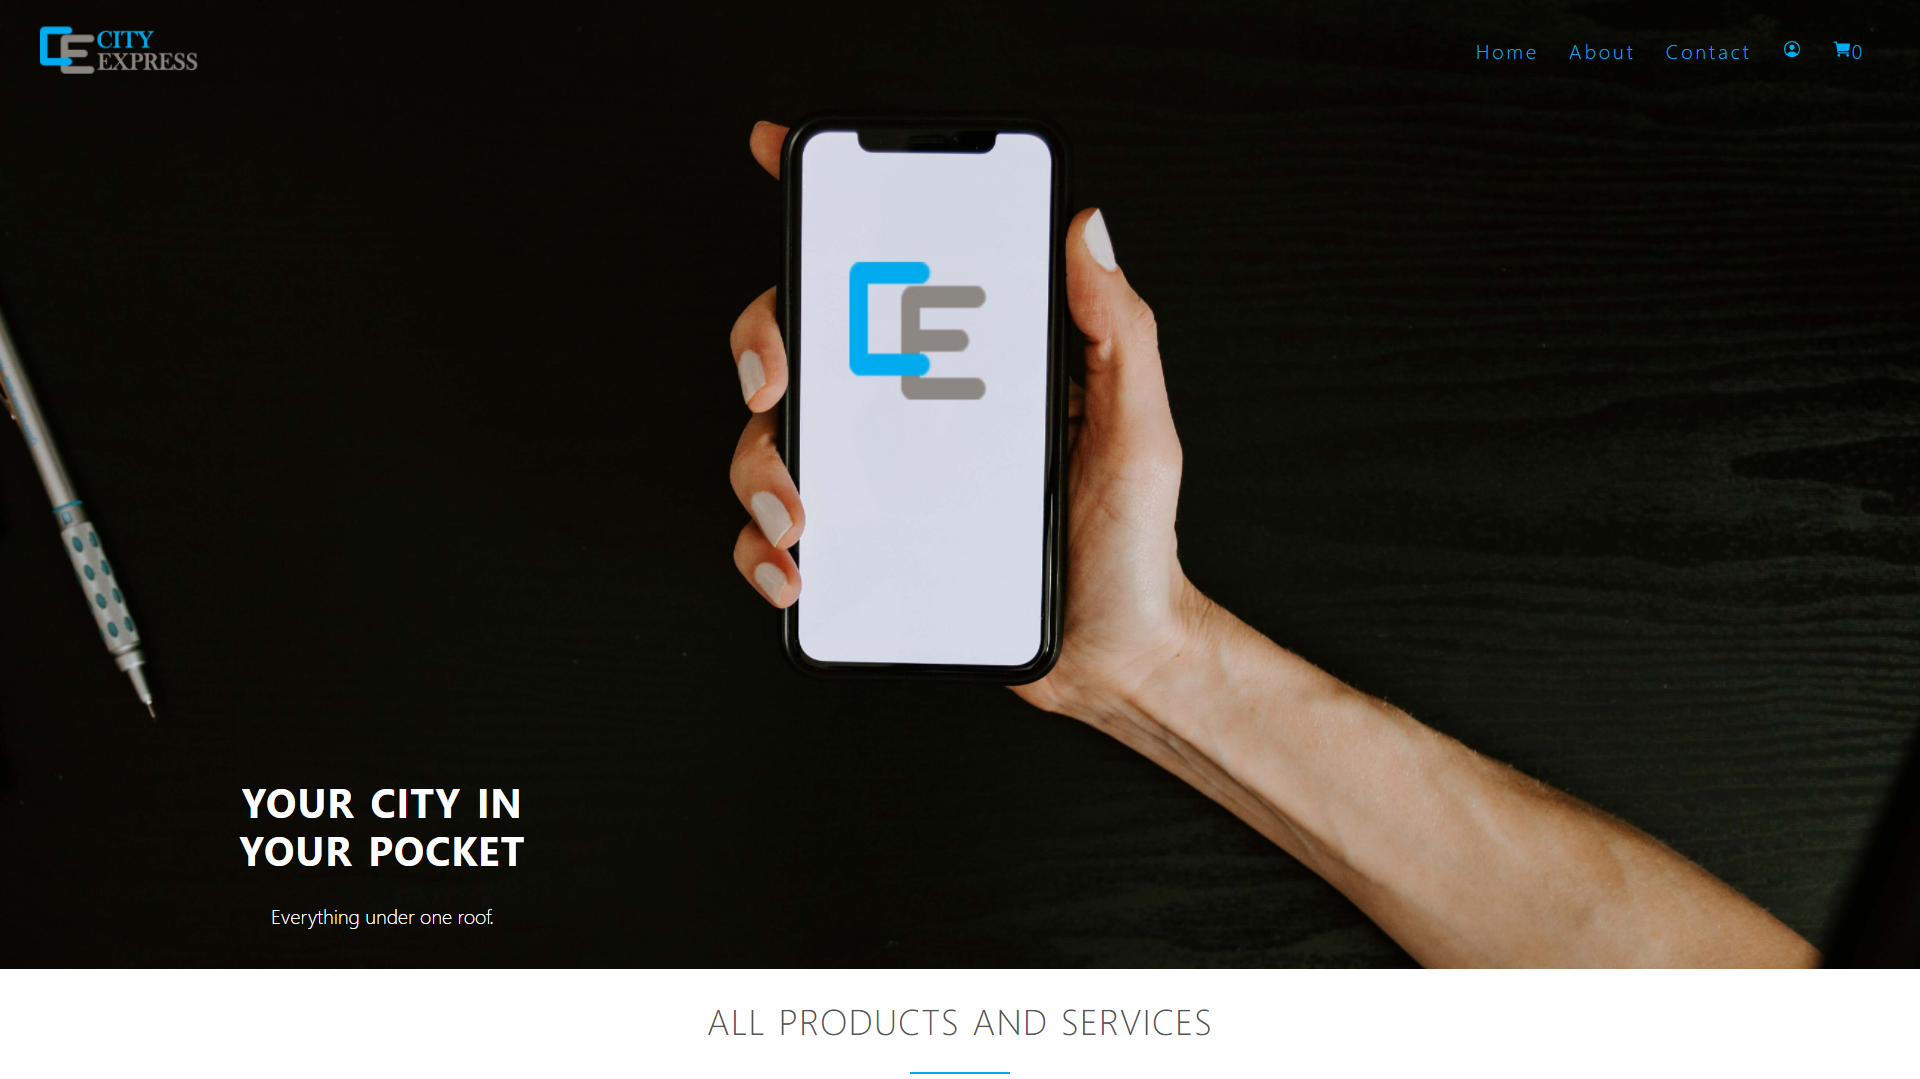 CITY
EXPRESS
Home
About
Contact
0
CE
YOUR CITY IN
YOUR POCKET
Everything under one roof.
ALL PRODUCTS AND SERVICES